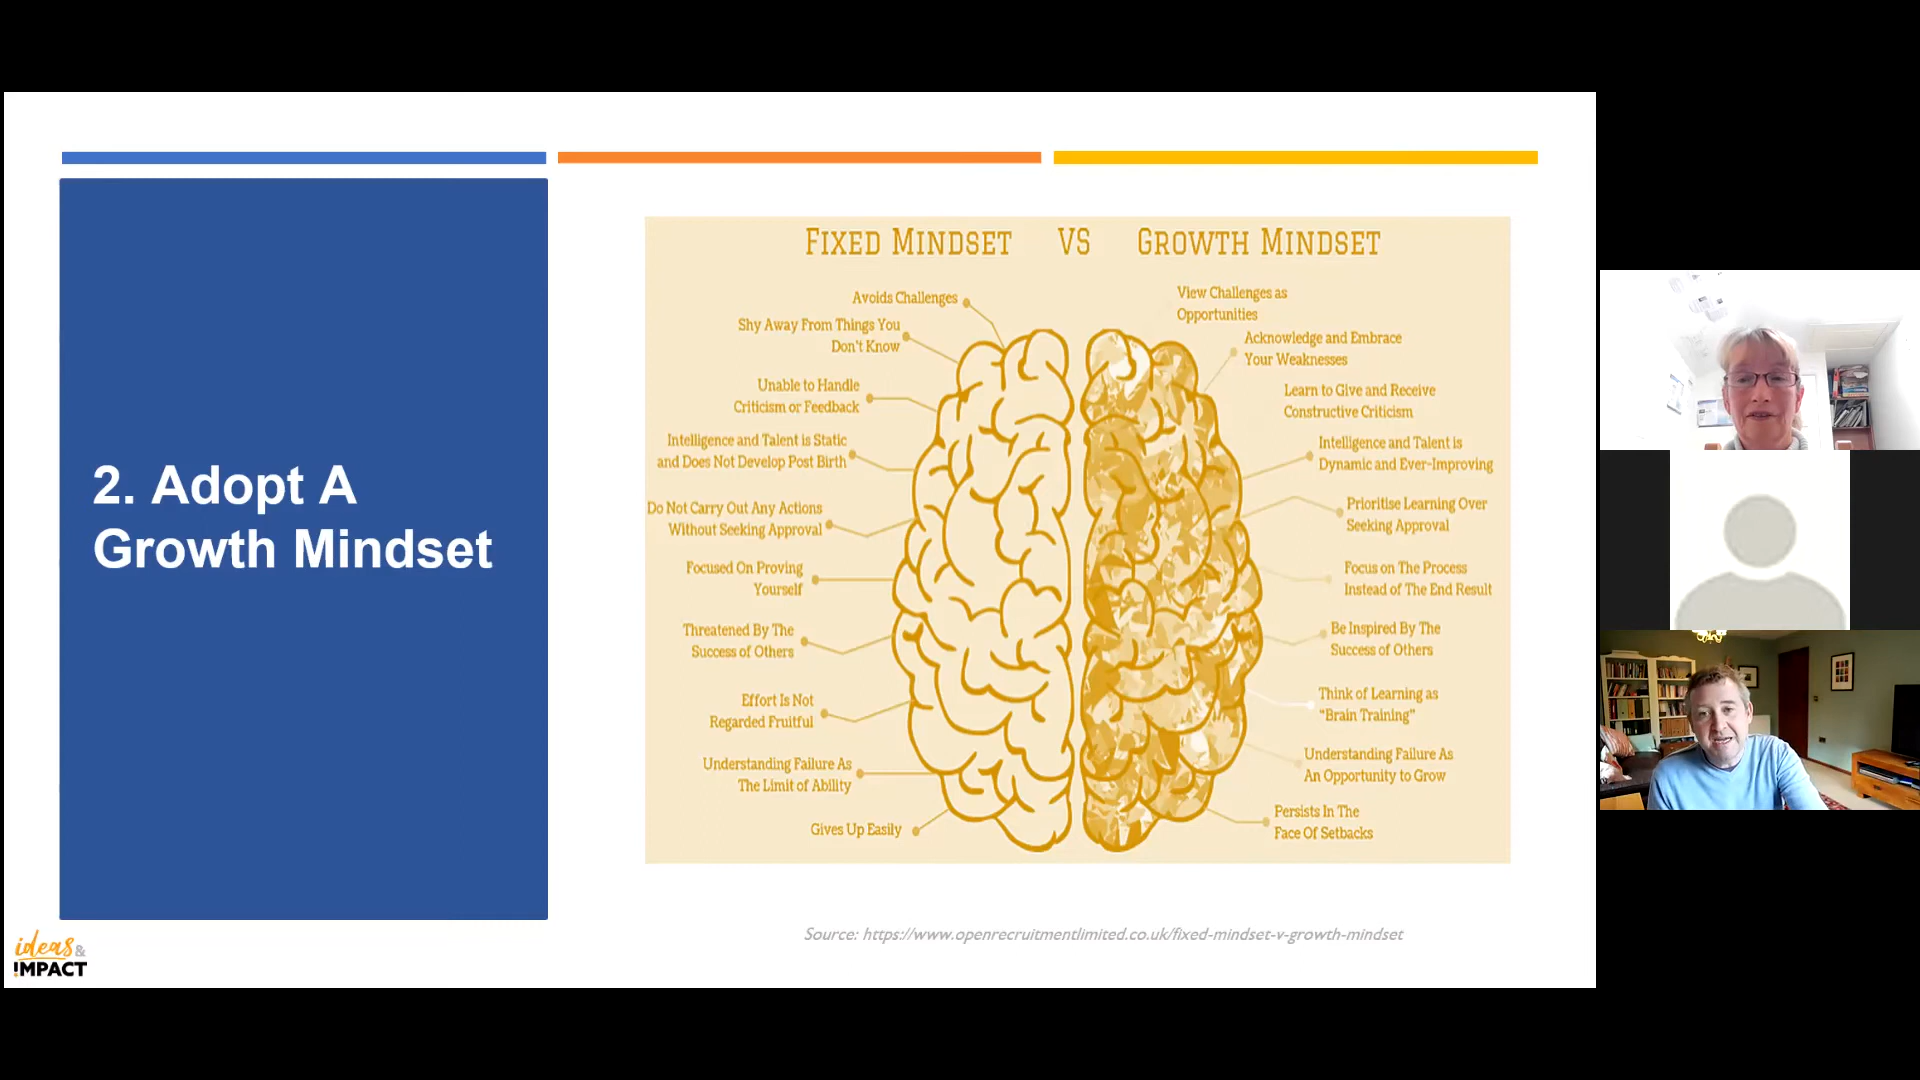 2. Adopt A
Growth Mindset
FIXED MINDSET VS GROWTH MINDSET
Avoids Challenges
Shy Away From Things You
Don't Know
Unable to Handle
Criticism or Feedback
Intelligence and Talent is Static
and Does Not Develop Post Birth
Do Not Carry Out Any Actions
Without Seeking Approval
Focused On Proving
Yourself
Threatened By The
Success of Others
Effort Is Not
Regarded Fruitful
Understanding Failure As
The Limit of Ability
Gives Up Easily
View Challenges as
Opportunities
Acknowledge and Embrace
Your Weaknesses
Learn to Give and Receive
Constructive Criticism
Intelligence and Talent is
Dynamic and Ever-Improving
Prioritise Learning Over
Seeking Approval
Focus on The Process
Instead of The End Result
Be Inspired By The
Success of Others
Think of Learning as
“Brain Training”
Understanding Failure As
An Opportunity to Grow
Persists In The
Face Of Setbacks
Source: https://www.openrecruitmentlimited.co.uk/fixed-mindset-v-growth-mindset
ideas&
!MPACT